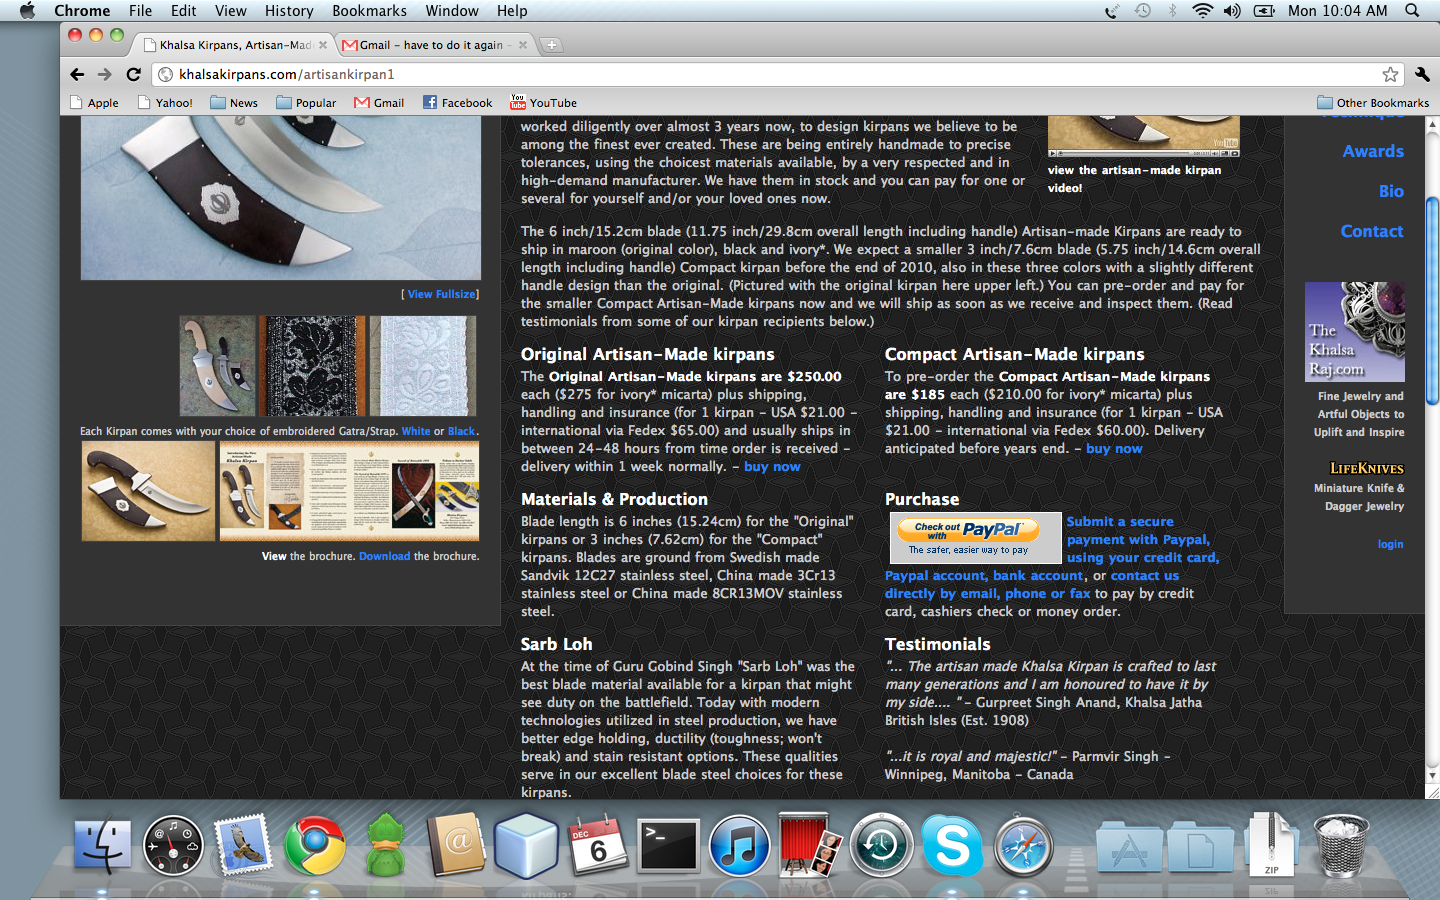 Chrome File Edit View History Bookmarks Window Help
Mon 10:04 AM
Khalsa Kirpans, Artisan-Mad
Gmail - have to do it again -
khalsakirpans.com/artisankirpan1
Apple Yahoo! News Popular Gmail Facebook YouTube
Other Bookmarks
[ View Fullsize]
Each Kirpan comes with your choice of embroidered Gatra/Strap. White or Black.
Khalsa Kirpan
View the brochure. Download the brochure.
worked diligently over almost 3 years now, to design kirpans we believe to be
among the finest ever created. These are being entirely handmade to precise
tolerances, using the choicest materials available, by a very respected and in
high-demand manufacturer. We have them in stock and you can pay for one or
several for yourself and/or your loved ones now.
YouTube
view the artisan-made kirpan
video!
The 6 inch/15.2cm blade (11.75 inch/29.8cm overall length including handle) Artisan-made Kirpans are ready to
ship in maroon (original color), black and ivory*. We expect a smaller 3 inch/7.6cm blade (5.75 inch/14.6cm overall
length including handle) Compact kirpan before the end of 2010, also in these three colors with a slightly different
handle design than the original. (Pictured with the original kirpan here upper left.) You can pre-order and pay for
the smaller Compact Artisan-Made kirpans now and we will ship as soon as we receive and inspect them. (Read
testimonials from some of our kirpan recipients below.)
Original Artisan-Made kirpans
The Original Artisan-Made kirpans are $250.00
each ($275 for ivory* micarta) plus shipping,
handling and insurance (for 1 kirpan - USA $21.00 -
international via Fedex $65.00) and usually ships in
between 24-48 hours from time order is received -
delivery within 1 week normally. - buy now
Compact Artisan-Made kirpans
To pre-order the Compact Artisan-Made kirpans
are $185 each ($210.00 for ivory* micarta) plus
shipping, handling and insurance (for 1 kirpan - USA
$21.00 - international via Fedex $60.00). Delivery
anticipated before years end. - buy now
Materials & Production
Blade length is 6 inches (15.24cm) for the "Original"
kirpans or 3 inches (7.62cm) for the "Compact"
kirpans. Blades are ground from Swedish made
Sandvik 12C27 stainless steel, China made 3Cr13
stainless steel or China made 8CR13MOV stainless
steel.
Purchase
Check out
with PayPal
The safer, easier way to pay
Submit a secure
payment with Paypal,
using your credit card,
Paypal account, bank account, or contact us
directly by email, phone or fax to pay by credit
card, cashiers check or money order.
Sarb Loh
At the time of Guru Gobind Singh "Sarb Loh" was the
best blade material available for a kirpan that might
see duty on the battlefield. Today with modern
technologies utilized in steel production, we have
better edge holding, ductility (toughness; won't
break) and stain resistant options. These qualities
serve in our excellent blade steel choices for these
kirpans.
Testimonials
"... The artisan made Khalsa Kirpan is crafted to last
many generations and I am honoured to have it by
my side.... " - Gurpreet Singh Anand, Khalsa Jatha
British Isles (Est. 1908)
"...it is royal and majestic!" - Parmvir Singh -
Winnipeg, Manitoba - Canada
Technique
Awards
Bio
Contact
The
Khalsa
Raj.com
Fine Jewelry and
Artful Objects to
Uplift and Inspire
LIFEKNIVES
Miniature Knife &
Dagger Jewelry
login
DEC
6
ZIP